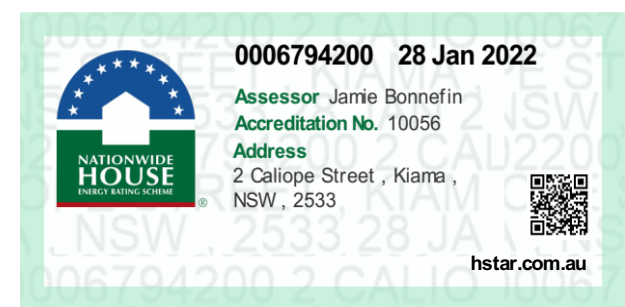 0006794200 28 Jan 2022
Assessor Jamie Bonnefin
Accreditation No. 10056
Address
2 Caliope Street , Kiama ,
NSW , 2533
NATIONWIDE
HOUSE
ENERGY RATING SCHEME
®
hstar.com.au